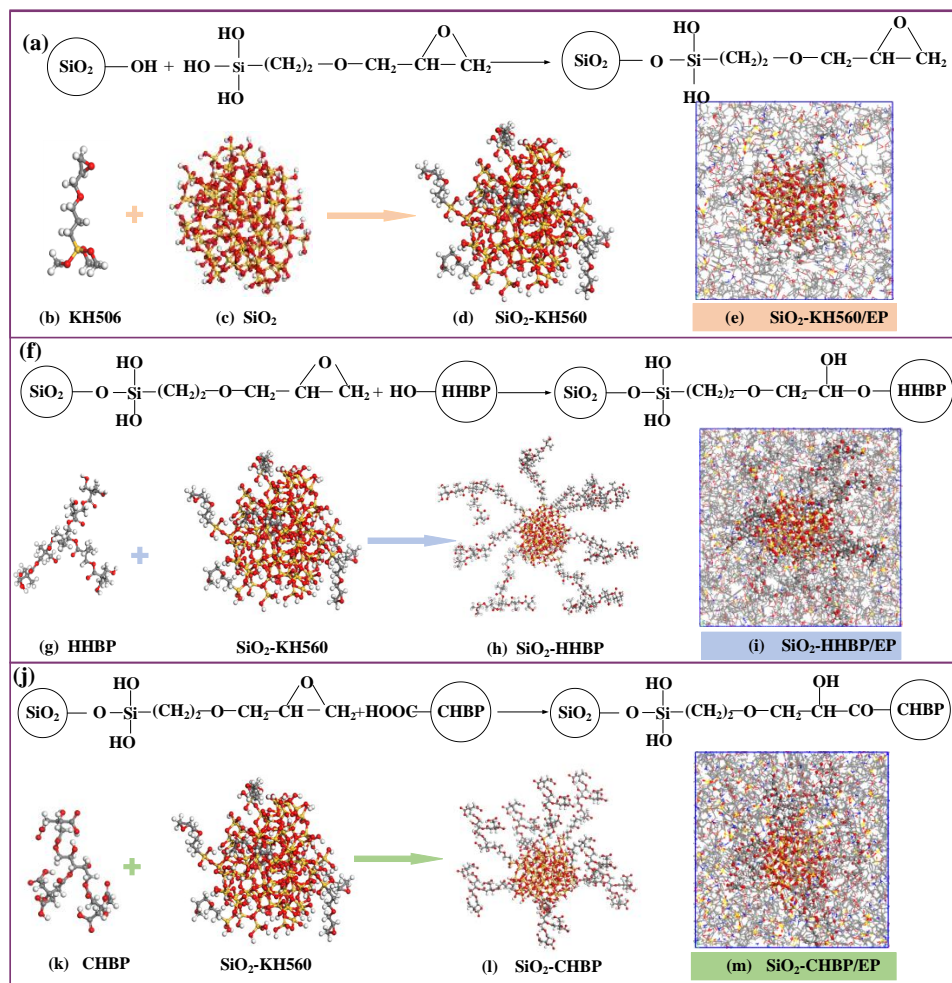 (a)
HO
O
SiO₂ —OH + HO Si —(CH₂)₂ —O—CH₂—CH—CH₂ → SiO₂ — O —Si—(CH₂)₂ —O—CH₂—CH—CH₂
HO
HO
O
HO
(b) KH506
(c) SiO₂
(d) SiO₂-KH560
(e) SiO₂-KH560/EP
(f)
HO
O
SiO₂ —O—Si—(CH₂)₂ —O—CH₂—CH—CH₂ + HO—HHBP → SiO₂ —O—Si—(CH₂)₂ —O—CH₂—CH—O—HHBP
HO
HO
OH
HO
(g) HHBP
SiO₂-KH560
(h) SiO₂-HHBP
(i) SiO₂-HHBP/EP
(j)
HO
O
SiO₂ —O—Si—(CH₂)₂ —O—CH₂—CH—CH₂ +HOOC—CHBP → SiO₂ —O—Si—(CH₂)₂ —O—CH₂—CH—CO—CHBP
HO
HO
OH
HO
(k) CHBP
SiO₂-KH560
(l) SiO₂-CHBP
(m) SiO₂-CHBP/EP